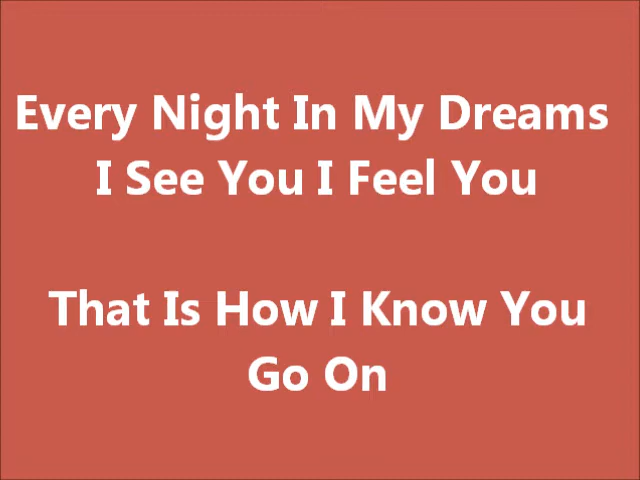 Every Night In My Dreams
I See You I Feel You
That Is How I Know You
Go On